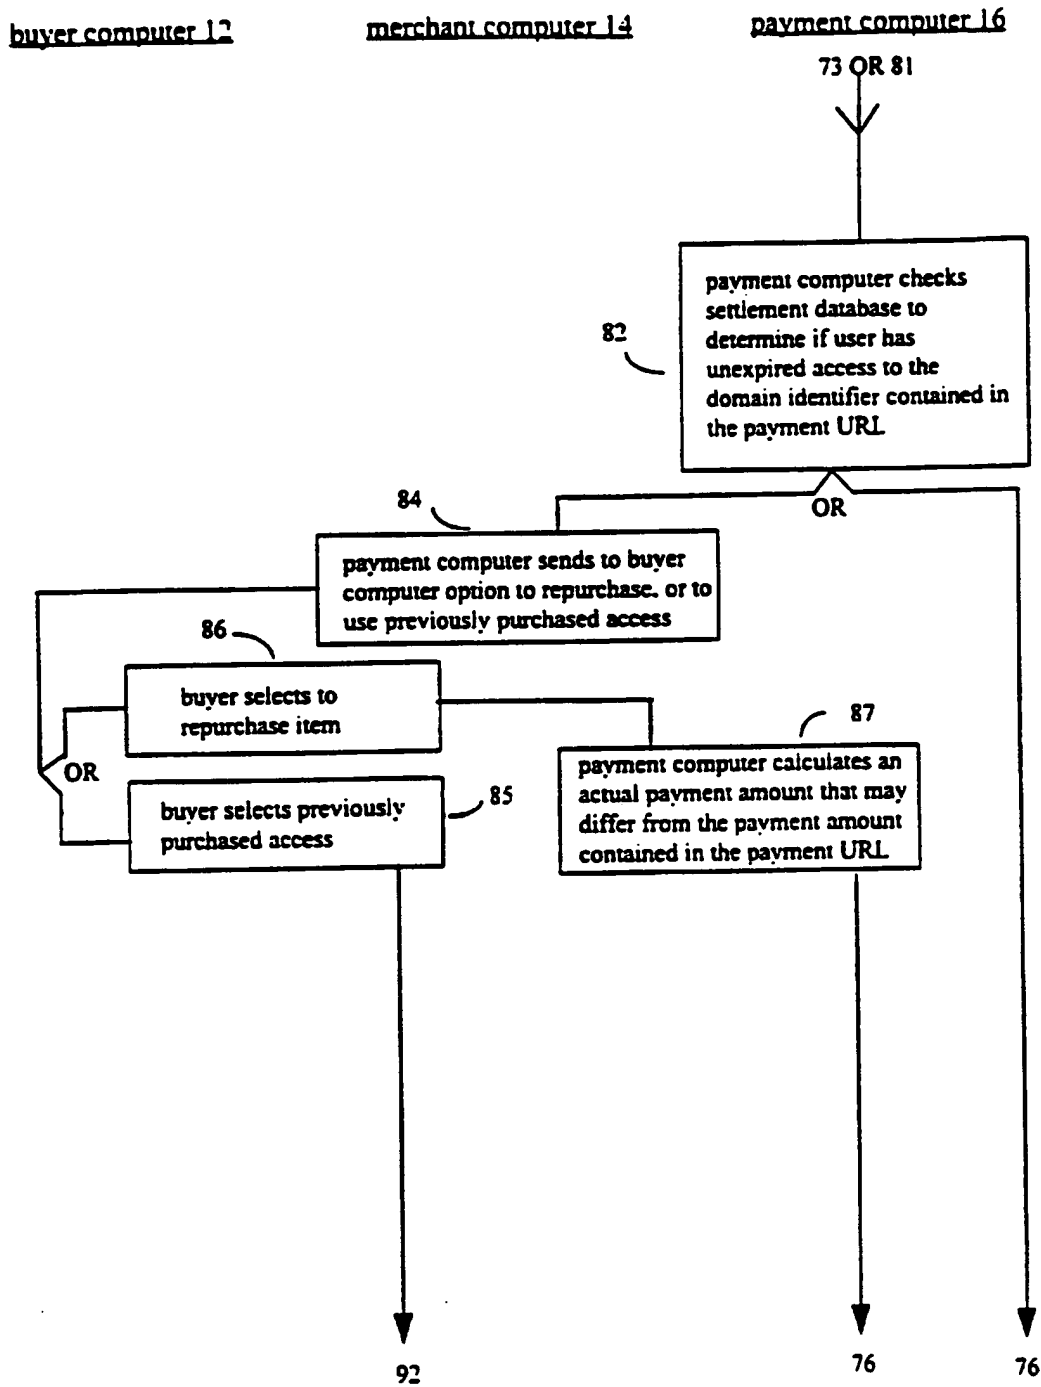 buyer computer 12
merchant computer 14
payment computer 16
73 OR 81
82
payment computer checks
settlement database to
determine if user has
unexpired access to the
domain identifier contained in
the payment URL
OR
84
payment computer sends to buyer
computer option to repurchase. or to
use previously purchased access
86
buyer selects to
repurchase item
OR
87
payment computer calculates an
actual payment amount that may
differ from the payment amount
contained in the payment URL
buyer selects previously
purchased access
85
92
76
76